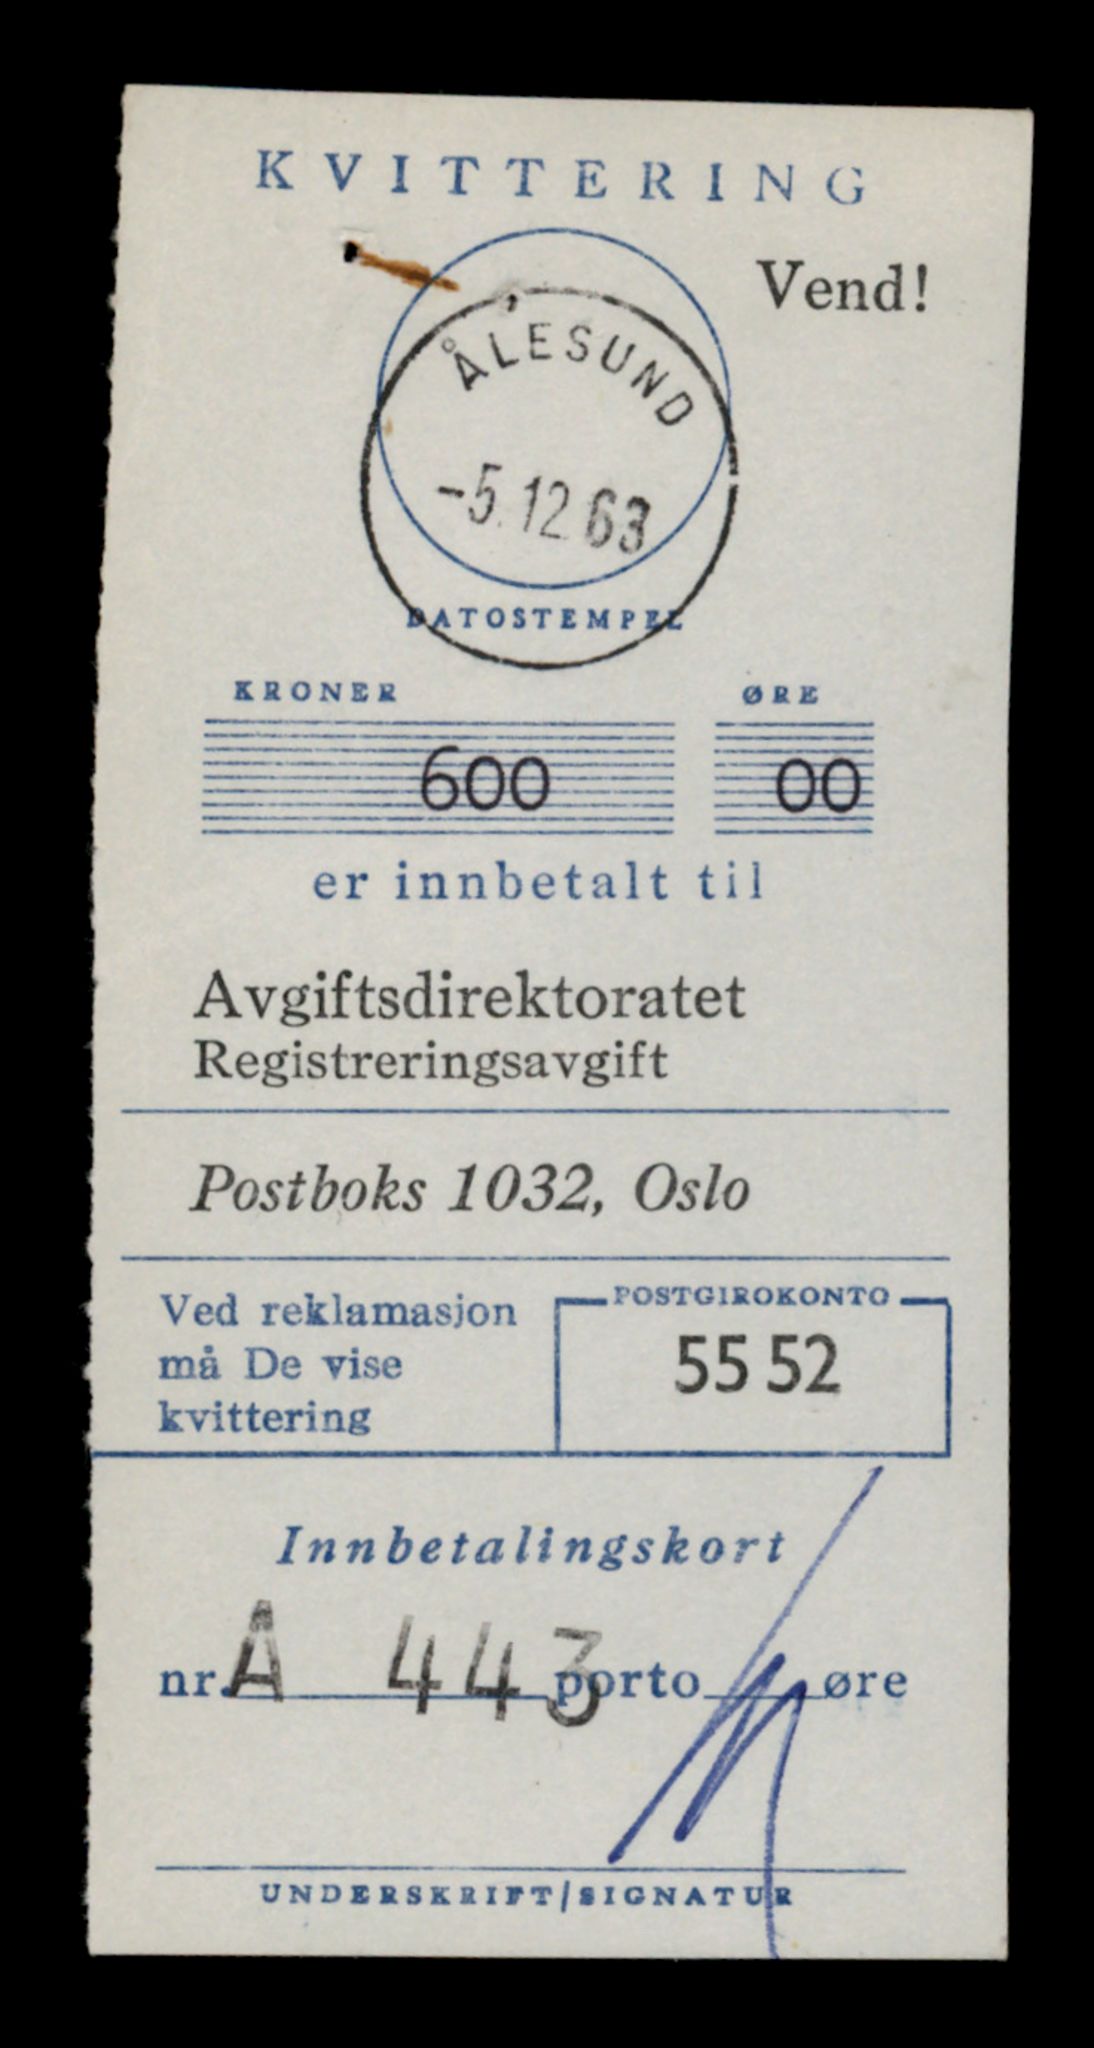 KVITTERING
Vend!
ÅLESUND
-5.12 63
DATOSTEMPEL
KRONER ØRE
600 00
er innbetalt til
Avgiftsdirektoratet
Registreringsavgift
Postboks 1032, Oslo
Ved reklamasjon
må De vise
kvittering
POSTGIROKONTO
55 52
Innbetalingskort
nr. A 443 porto øre
UNDERSKRIFT/SIGNATUR